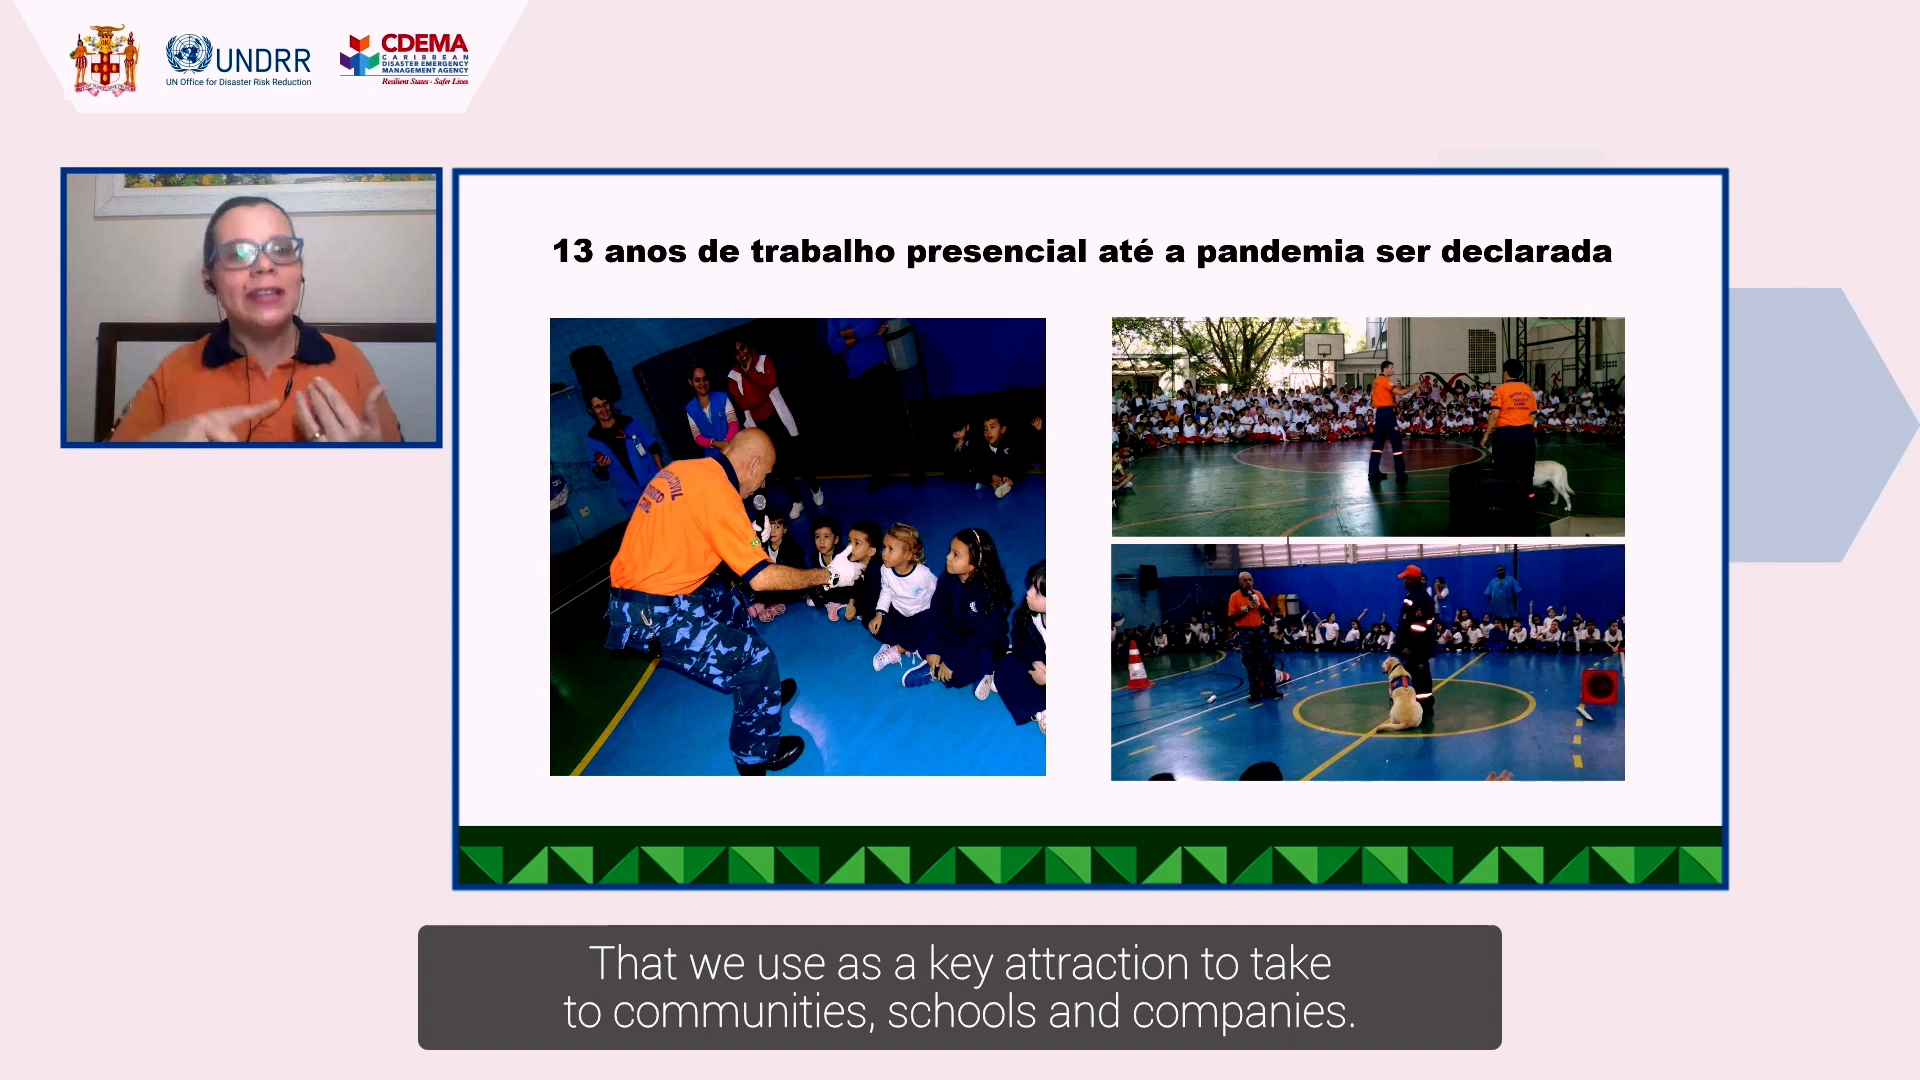 UNDRR
UN Office for Disaster Risk Reduction
CDEMA
CARIBBEAN
DISASTER EMERGENCY
MANAGEMENT AGENCY
Resilient States - Safer Lives
13 anos de trabalho presencial até a pandemia ser declarada
That we use as a key attraction to take
to communities, schools and companies.